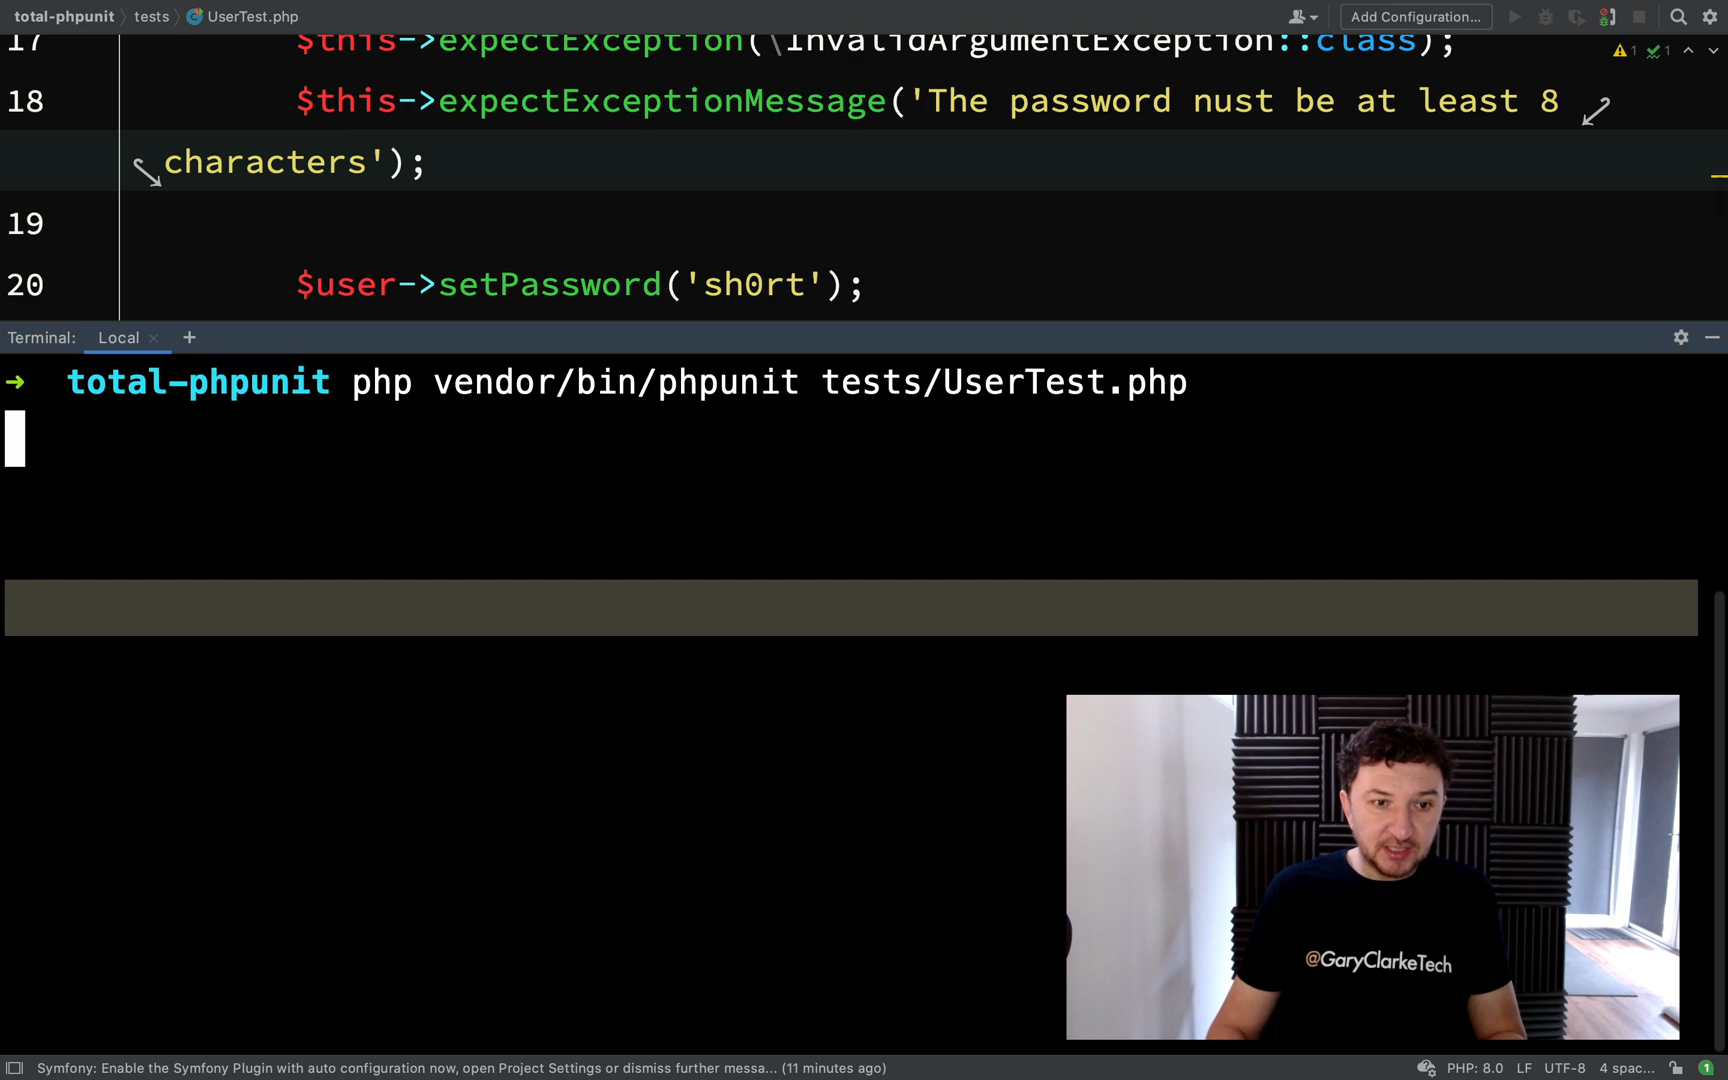 total-phpunit tests UserTest.php Add Configuration...
17 $this->expectException(\InvalidArgumentException::class); 1 1
18 $this->expectExceptionMessage('The password nust be at least 8
characters');
19
20 $user->setPassword('sh0rt');
Terminal: Local × +
→ total-phpunit php vendor/bin/phpunit tests/UserTest.php
@GaryClarkeTech
Symfony: Enable the Symfony Plugin with auto configuration now, open Project Settings or dismiss further messa... (11 minutes ago) PHP: 8.0 LF UTF-8 4 spac... 1